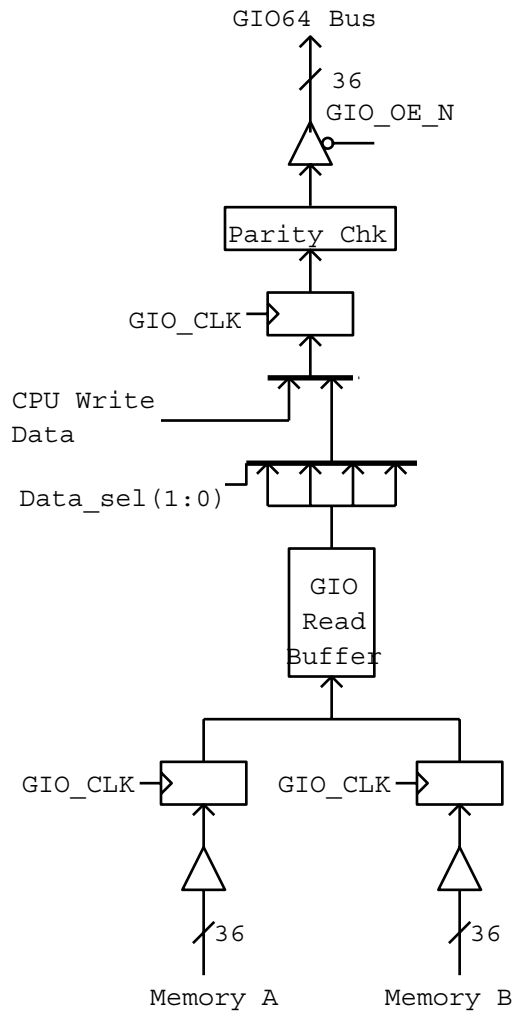 GIO64 Bus
36
GIO_OE_N
Parity Chk
GIO_CLK
CPU Write
Data
Data_sel(1:0)
GIO
Read
Buffer
GIO_CLK
GIO_CLK
36
36
Memory A
Memory B